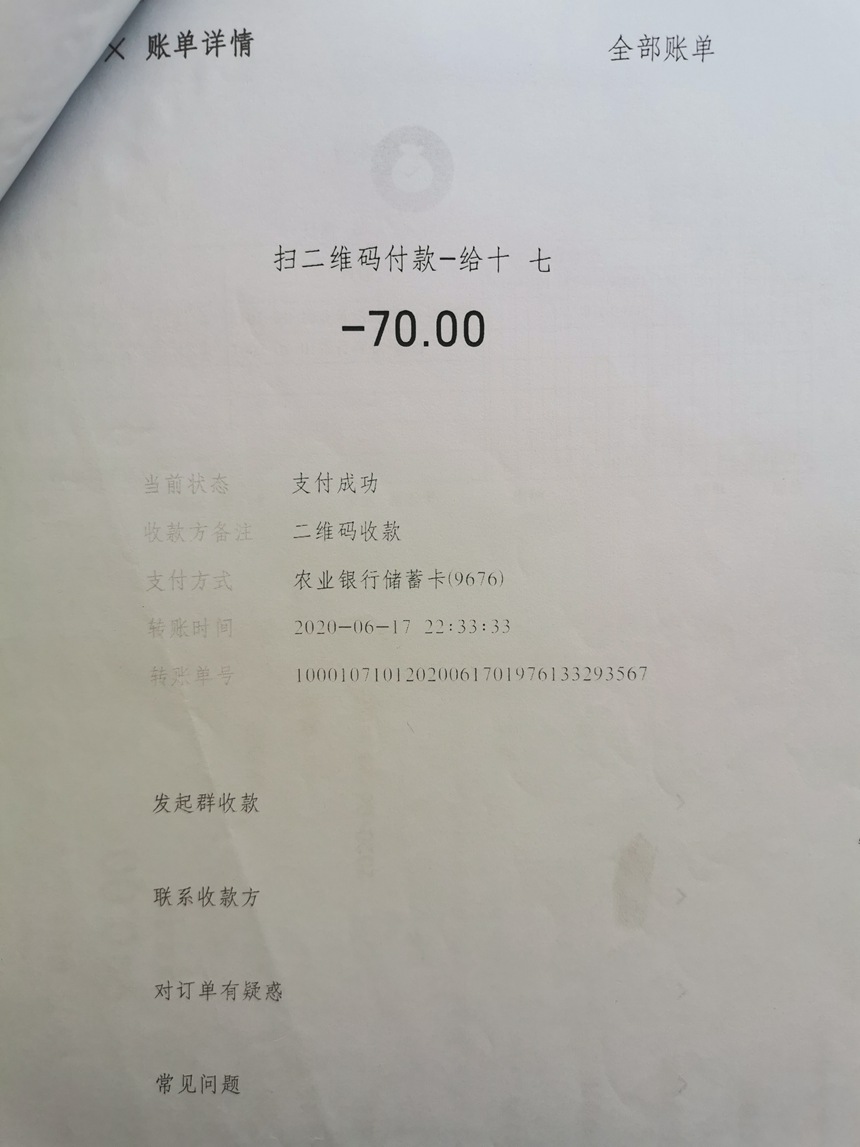 × 账单详情 全部账单
扫二维码付款-给十 七
-70.00
当前状态 支付成功
收款方备注 二维码收款
支付方式 农业银行储蓄卡(9676)
转账时间 2020-06-17 22:33:33
转账单号 10001071012020061701976133293567
发起群收款
联系收款方
对订单有疑惑
常见问题